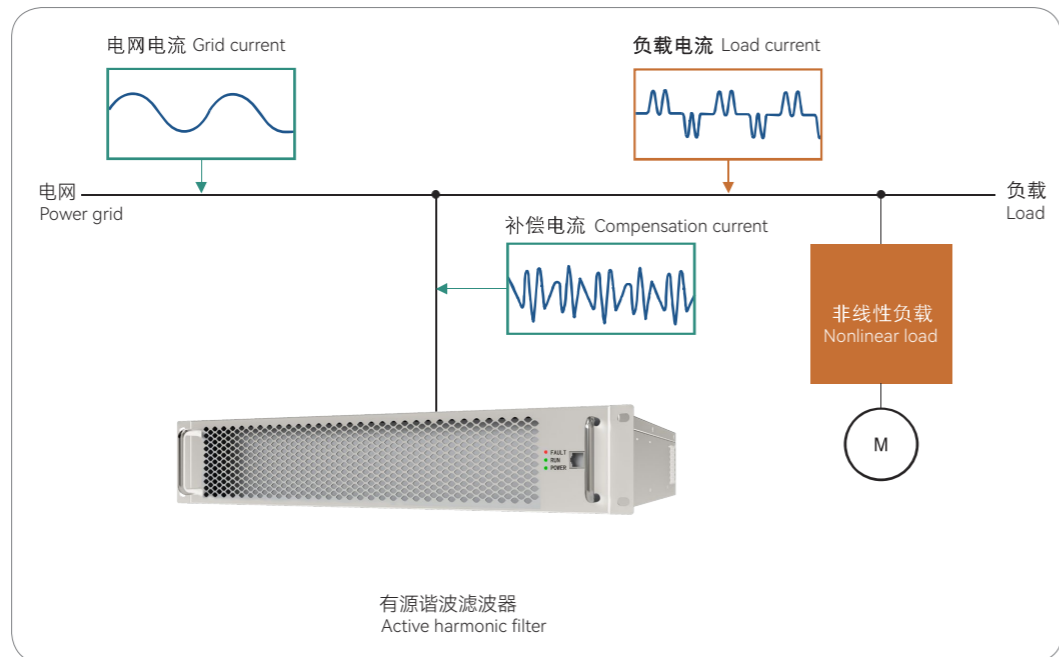 电网电流 Grid current
负载电流 Load current
电网
Power grid
负载
Load
补偿电流 Compensation current
非线性负载
Nonlinear load
M
FAULT
RUN
POWER
有源谐波滤波器
Active harmonic filter